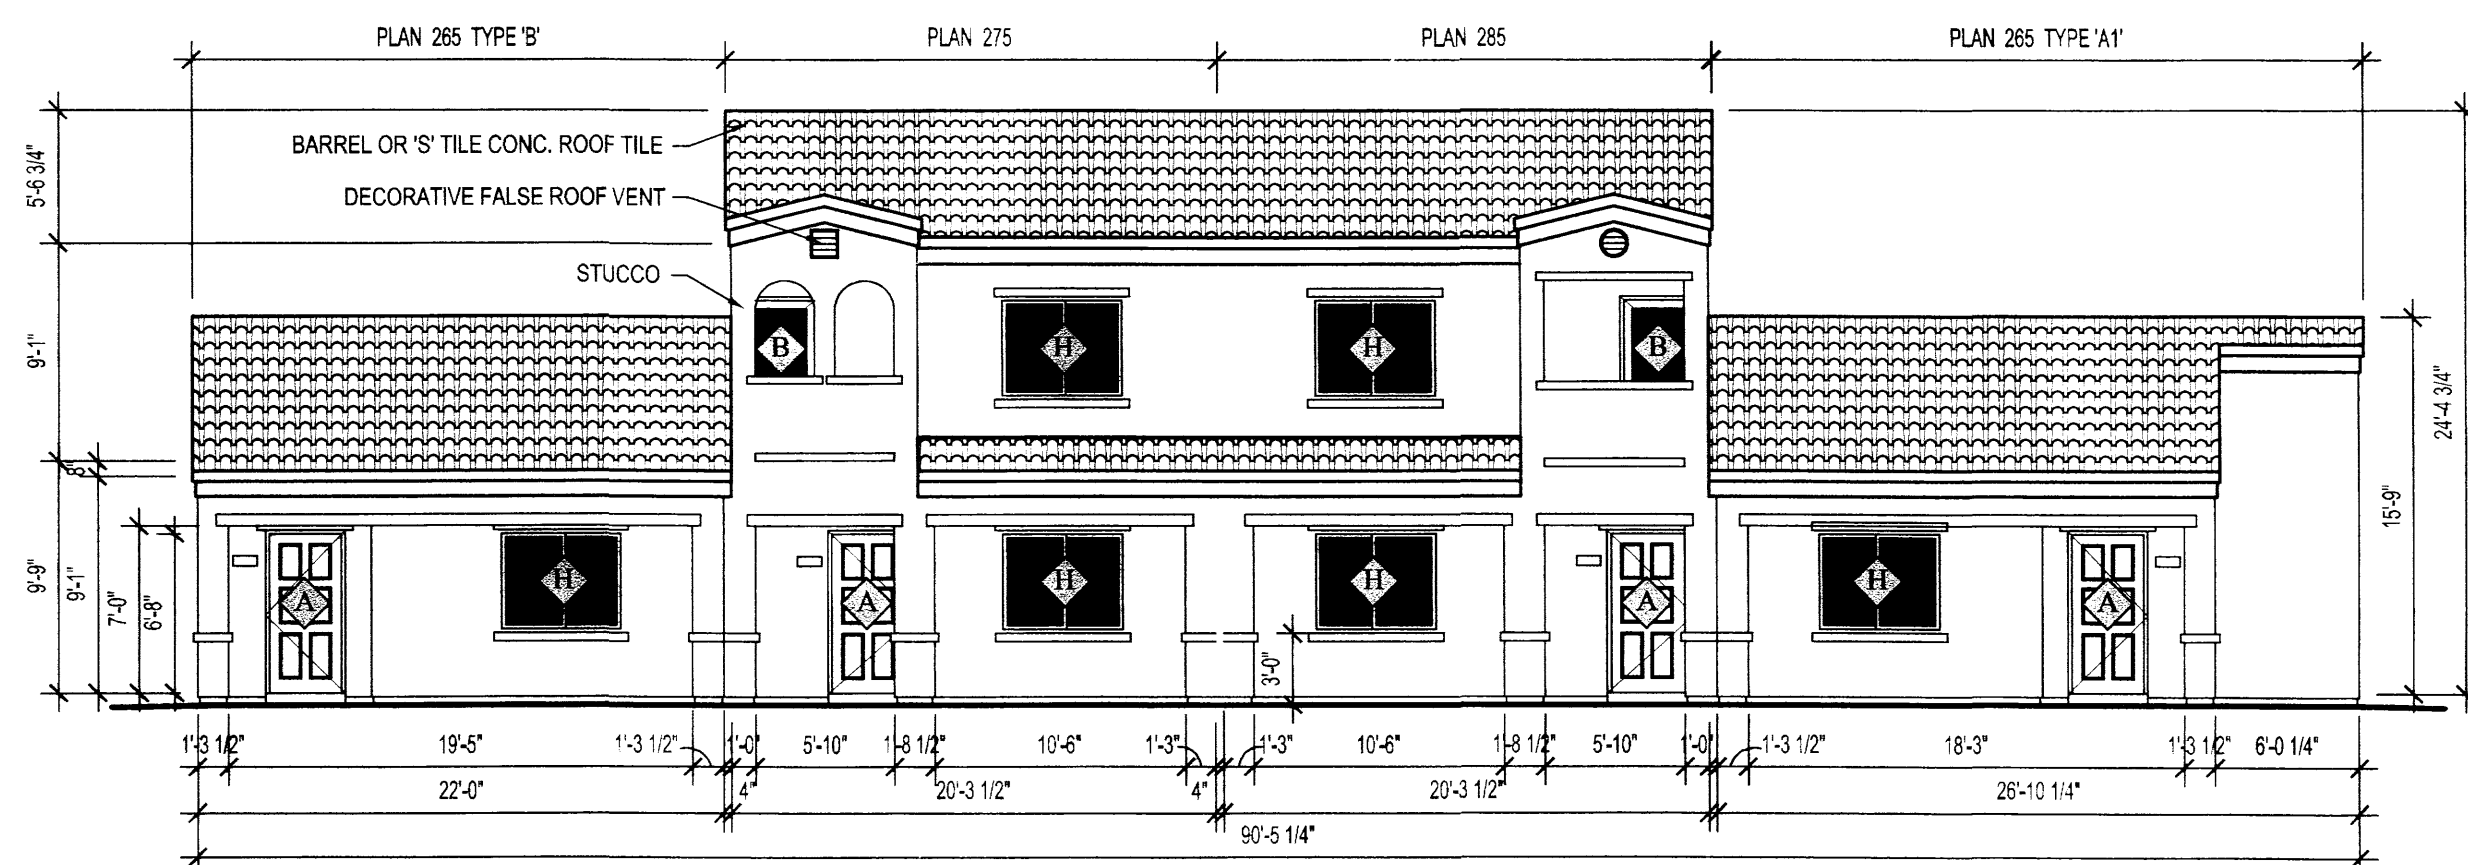 PLAN 265 TYPE 'B'
PLAN 275
PLAN 285
PLAN 265 TYPE 'A1'
BARREL OR 'S' TILE CONC. ROOF TILE
DECORATIVE FALSE ROOF VENT
STUCCO
5'-6 3/4"
9'-1"
8"
9'-9"
9'-1"
7'-0"
6'-8"
B
H
H
B
A
H
A
H
H
A
H
A
3'-0"
24'-4 3/4"
15'-9"
1'-3 1/2"
19'-5"
1'-3 1/2"
1'-0"
5'-10"
1'-8 1/2"
10'-6"
1'-3"
1'-3"
10'-6"
1'-8 1/2"
5'-10"
1'-0"
1'-3 1/2"
18'-3"
1'-3 1/2"
6'-0 1/4"
22'-0"
4"
20'-3 1/2"
4"
20'-3 1/2"
26'-10 1/4"
90'-5 1/4"